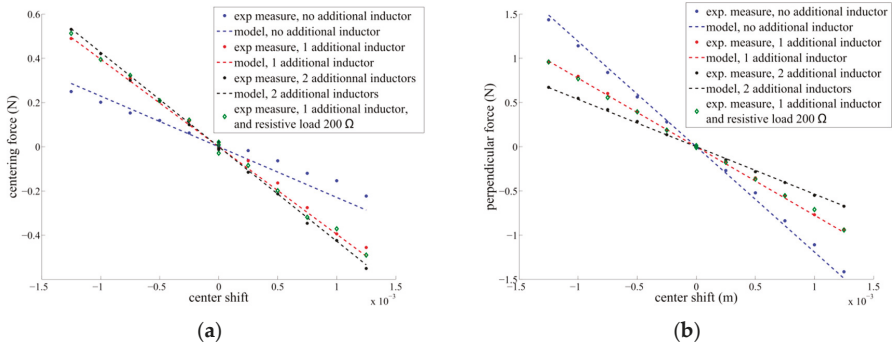 exp measure, no additional inductor
model, no additional inductor
exp measure, 1 additional inductor
model, 1 additional inductor
exp measure, 2 additionnal inductors
model, 2 additional inductors
exp measure, 1 additional inductor,
and resistive load 200 Ω
0.6
0.4
0.2
0
−0.2
−0.4
0.6
centering force (N)
−1.5
−1
−0.5
0.0
0.5
1
1.5
center shift
x 10⁻³
(a)
exp. measure, no additional inductor
model, no additional inductor
exp. measure, 1 additional inductor
model, 1 additional inductor
exp. measure, 2 additional inductors
model, 2 additional inductors
exp. measure, 1 additional inductor
and resistive load 200 Ω
1.5
1
0.5
0
−0.5
−1
1.5
perpendicular force (N)
−1.5
−1
−0.5
0.0
0.5
1
1.5
center shift (m)
x 10⁻³
(b)